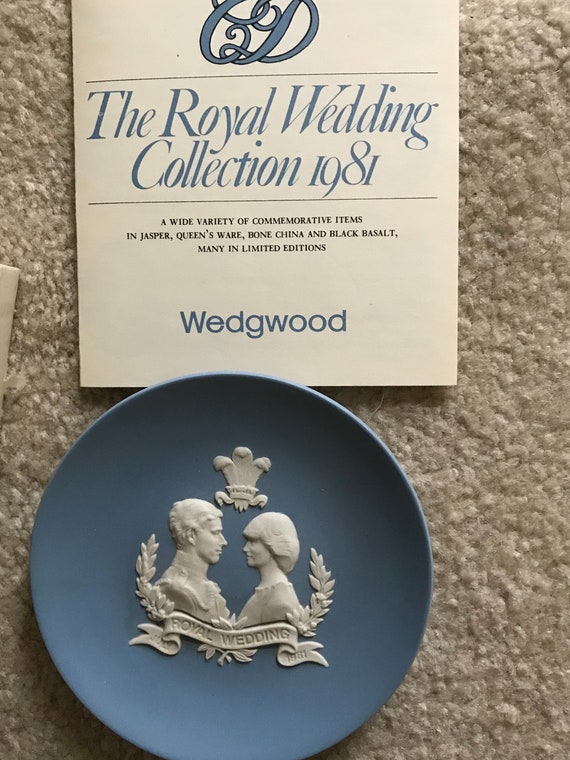 C&D
The Royal Wedding
Collection 1981
A WIDE VARIETY OF COMMEMORATIVE ITEMS
IN JASPER, QUEEN'S WARE, BONE CHINA AND BLACK BASALT,
MANY IN LIMITED EDITIONS
Wedgwood
ROYAL WEDDING
1981